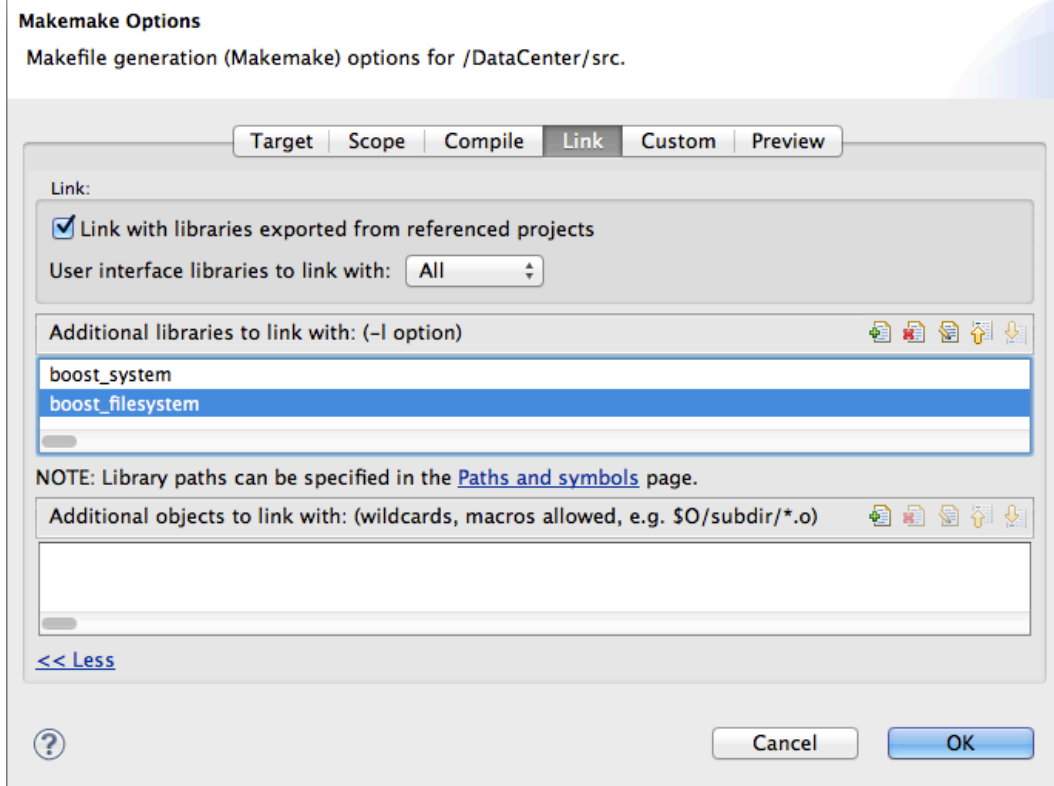 Makemake Options
Makefile generation (Makemake) options for /DataCenter/src.
Target Scope Compile Link Custom Preview
Link:
Link with libraries exported from referenced projects
User interface libraries to link with: All
Additional libraries to link with: (-l option)
boost_system
boost_filesystem
NOTE: Library paths can be specified in the Paths and symbols page.
Additional objects to link with: (wildcards, macros allowed, e.g. $O/subdir/*.o)
<< Less
? Cancel OK